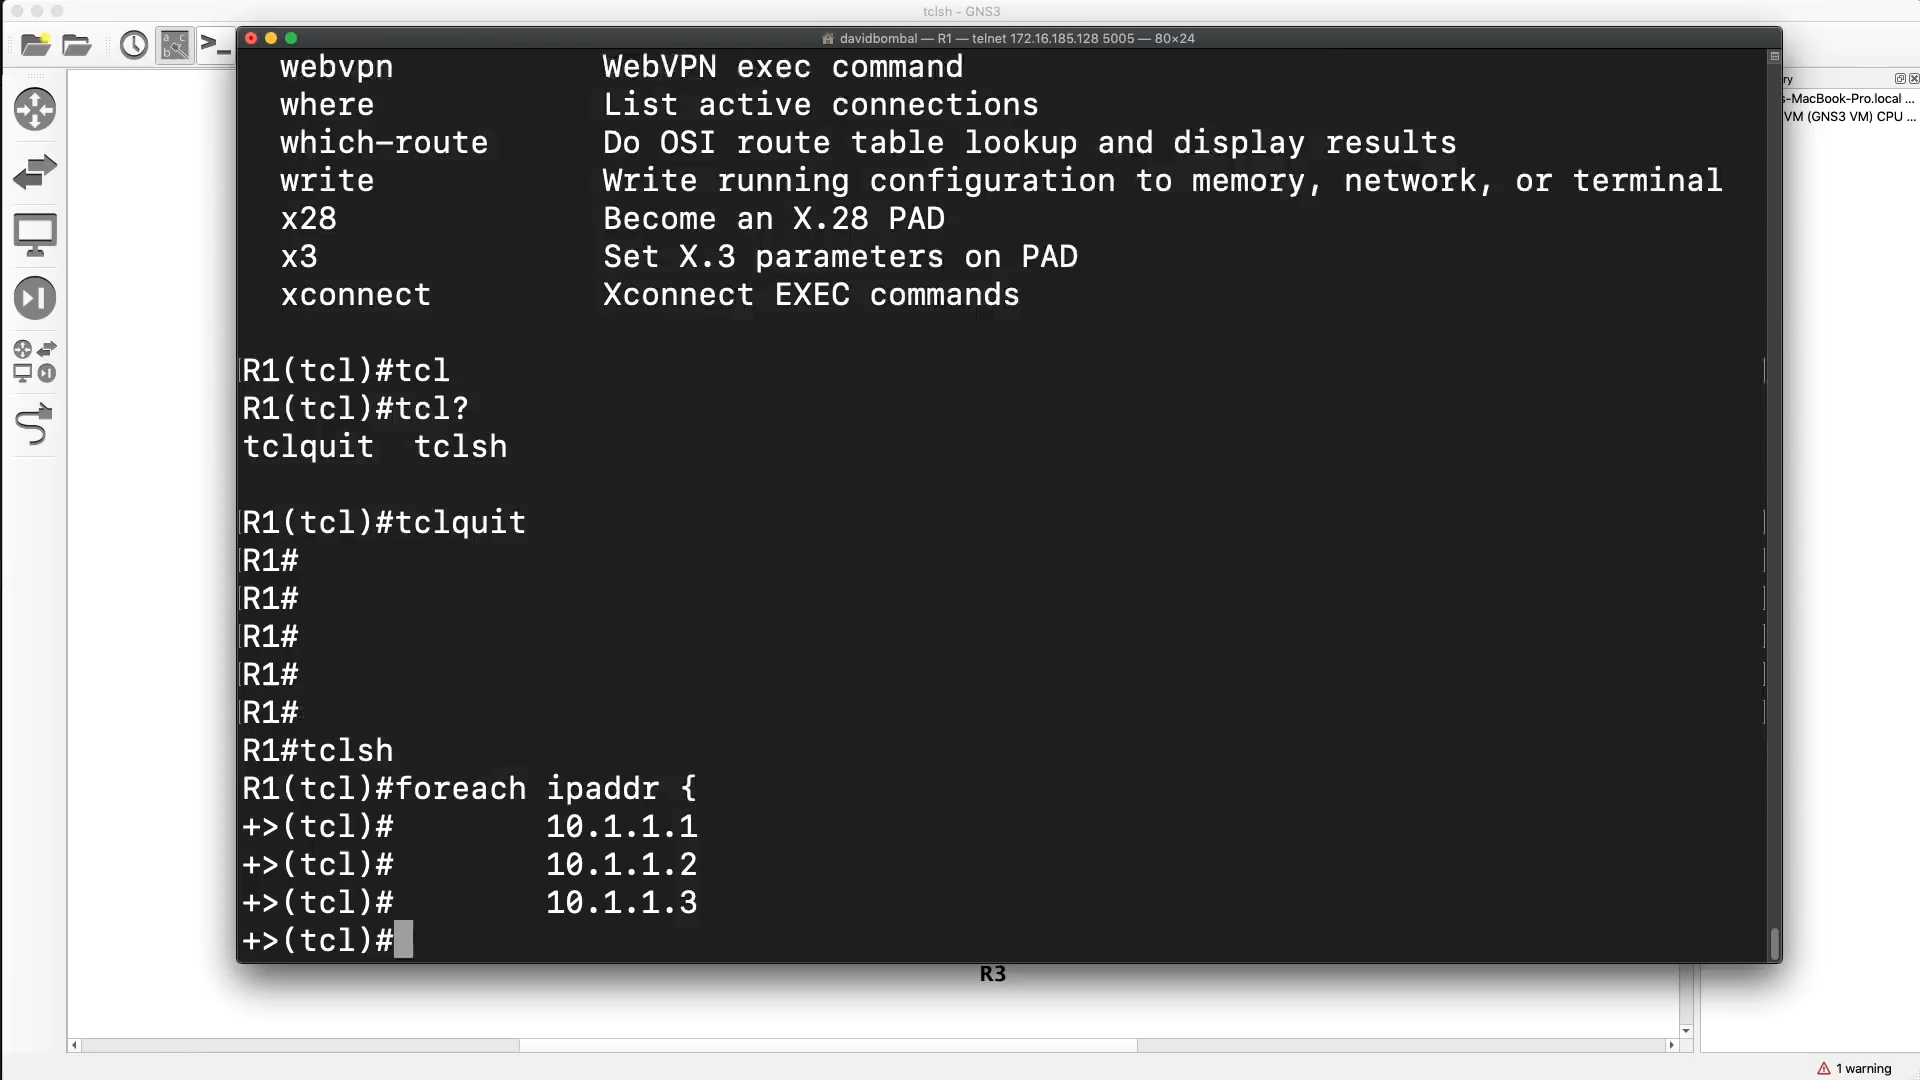 tclsh - GNS3
davidbombal — R1 — telnet 172.16.185.128 5005 — 80×24
webvpn WebVPN exec command
where List active connections
which-route Do OSI route table lookup and display results
write Write running configuration to memory, network, or terminal
x28 Become an X.28 PAD
x3 Set X.3 parameters on PAD
xconnect Xconnect EXEC commands
R1(tcl)#tcl
R1(tcl)#tcl?
tclquit tclsh
R1(tcl)#tclquit
R1#
R1#
R1#
R1#
R1#
R1#tclsh
R1(tcl)#foreach ipaddr {
+>(tcl)# 10.1.1.1
+>(tcl)# 10.1.1.2
+>(tcl)# 10.1.1.3
+>(tcl)#
ry
s-MacBook-Pro.local ...
VM (GNS3 VM) CPU ...
R3
1 warning